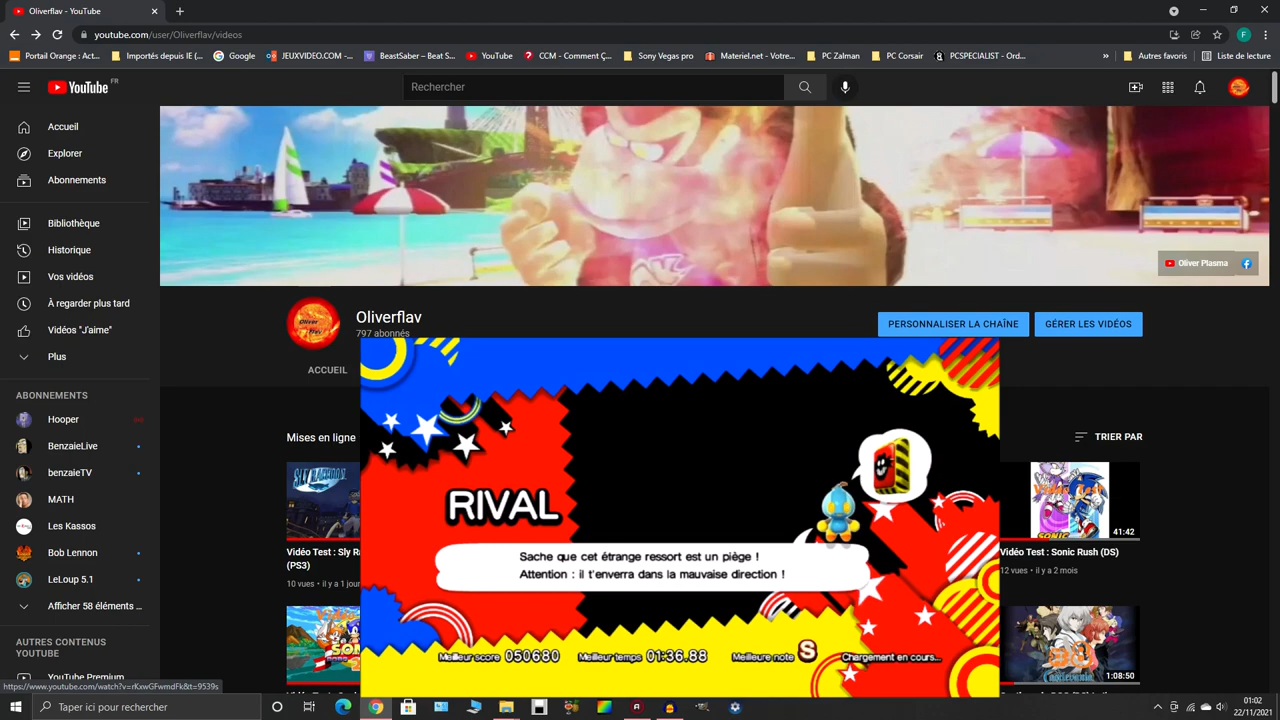 Oliverflav - YouTube
youtube.com/user/Oliverflav/videos
Portail Orange : Act...
Importés depuis IE (...
Google
JEUXVIDEO.COM - ...
BeastSaber – Beat S...
YouTube
CCM - Comment Ç...
Sony Vegas pro
Materiel.net - Votre...
PC Zalman
PC Corsair
PCSPECIALIST - Ord...
»
Autres favoris
Liste de lecture
YouTube FR
Rechercher
Accueil
Explorer
Abonnements
Bibliothèque
Historique
Vos vidéos
À regarder plus tard
Vidéos "J'aime"
Plus
ABONNEMENTS
Hooper
BenzaieLive
benzaieTV
MATH
Les Kassos
Bob Lennon
LeLoup 5.1
Afficher 58 éléments ...
AUTRES CONTENUS
YOUTUBE
YouTube Premium
https://www.youtube.com/watch?v=rKxwGFwmdFk&t=9539s
Oliver Plasma
Oliverflav
797 abonnés
PERSONNALISER LA CHAÎNE
GÉRER LES VIDÉOS
ACCUEIL
Mises en ligne
TRIER PAR
SLY RACCOON
Vidéo Test : Sly R
(PS3)
10 vues • il y a 1 jour
Vidéo Test
SONIC
41:42
Vidéo Test : Sonic Rush (DS)
12 vues • il y a 2 mois
Castlevania
1:08:50
RIVAL
Sache que cet étrange ressort est un piège !
Attention : il t'enverra dans la mauvaise direction !
Meilleur score 050680
Meilleur temps 01:36.88
Meilleure note S
Chargement en cours...
Taper ici pour rechercher
01:02
22/11/2021